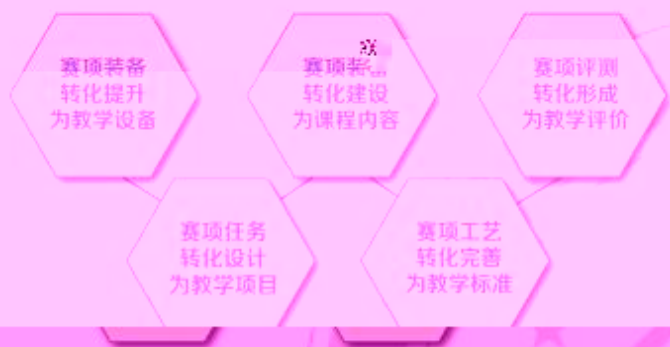 赛项装备
转化提升
为教学设备
赛项装
转化建设
为课程内容
赛项评测
转化形成
为教学评价
赛项任务
转化设计
为教学项目
赛项工艺
转化完善
为教学标准